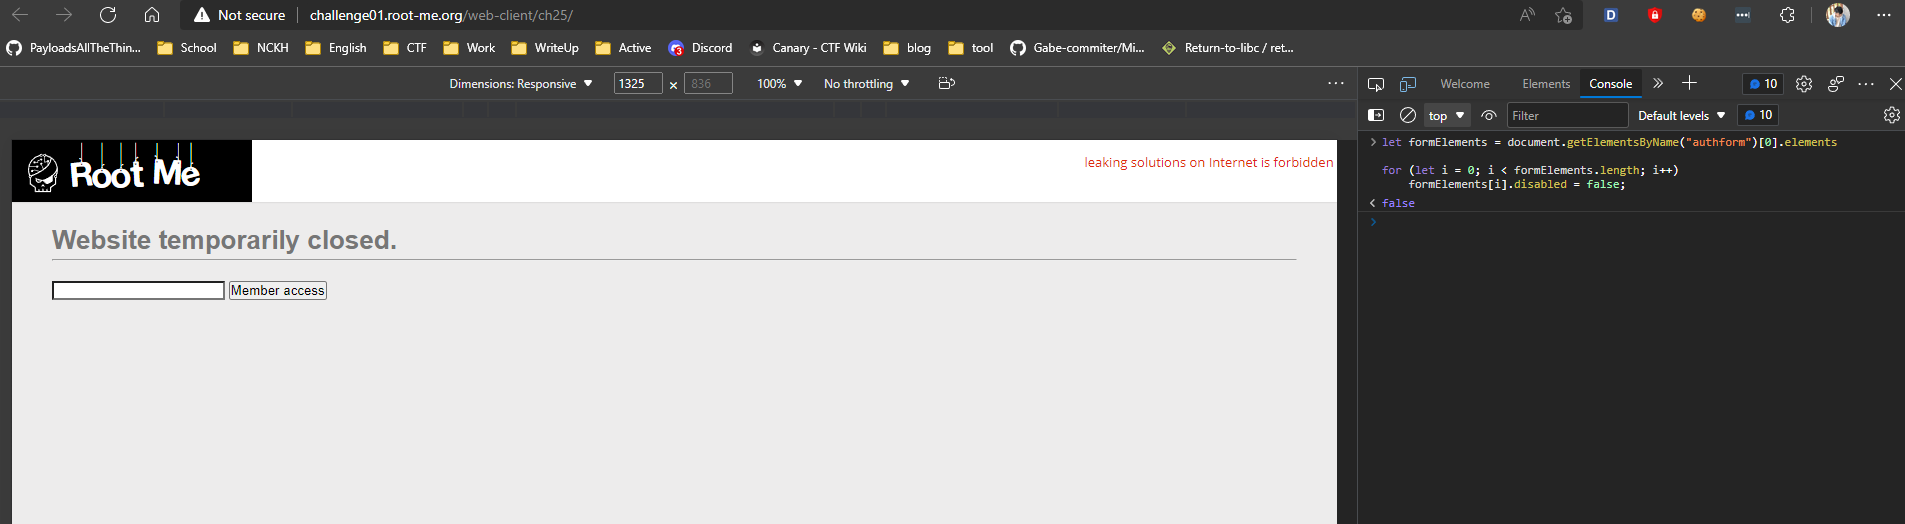 Not secure challenge01.root-me.org/web-client/ch25/
PayloadsAllTheThin... School NCKH English CTF Work WriteUp Active Discord Canary - CTF Wiki blog tool Gabe-commiter/Mi... Return-to-libc / ret...
Dimensions: Responsive 1325 × 836 100% No throttling
Welcome Elements Console 10
top Filter Default levels 10
Root Me
leaking solutions on Internet is forbidden
Website temporarily closed.
Member access
let formElements = document.getElementsByName("authform")[0].elements
for (let i = 0; i < formElements.length; i++)
formElements[i].disabled = false;
false